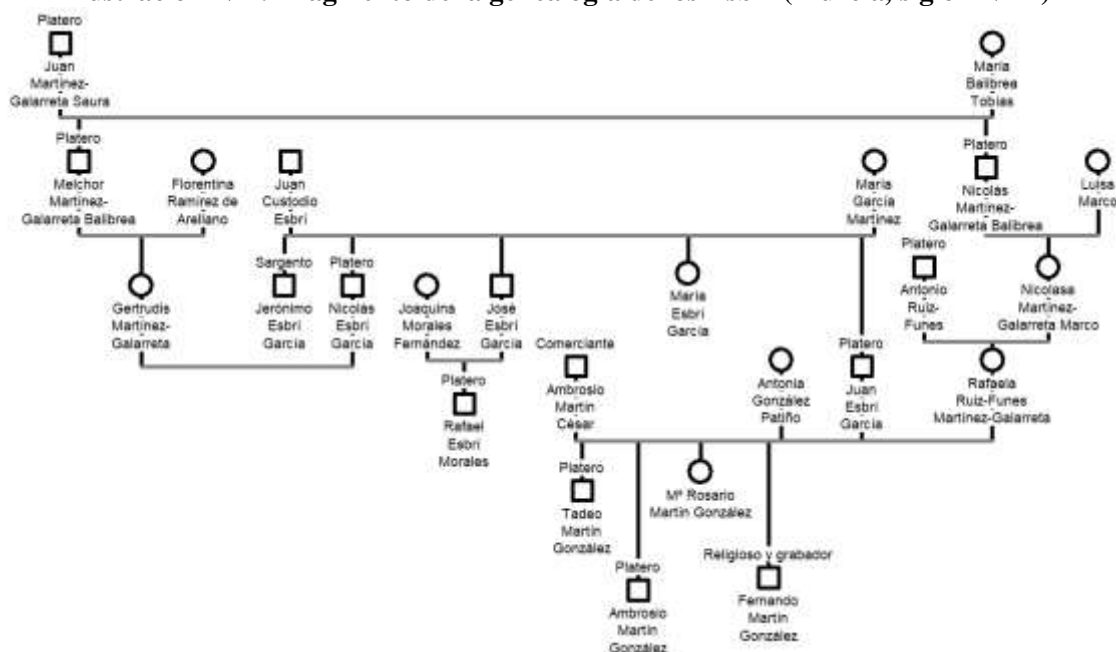 Platero
Juan
Martínez-
Galarreta Saura
María
Balibrea
Tobías
Platero
Melchor
Martínez-
Galarreta Balibrea
Florentina
Ramírez de
Arellano
Juan
Custodio
Esbrí
María
García
Martínez
Platero
Nicolás
Martínez-
Galarreta Balibrea
Luisa
Marco
Gertrudis
Martínez-
Galarreta
Sargento
Jerónimo
Esbrí
García
Platero
Nicolás
Esbrí
García
Joaquina
Morales
Fernández
José
Esbrí
García
María
Esbrí
García
Platero
Antonio
Ruiz-
Funes
Nicolasa
Martínez-
Galarreta Marco
Platero
Rafael
Esbrí
Morales
Comerciante
Ambrosio
Martín
César
Antonia
González
Patiño
Platero
Juan
Esbrí
García
Rafaela
Ruiz-Funes
Martínez-Galarreta
Platero
Tadeo
Martín
González
Mª Rosario
Martín González
Platero
Ambrosio
Martín
González
Religioso y grabador
Fernando
Martín
González